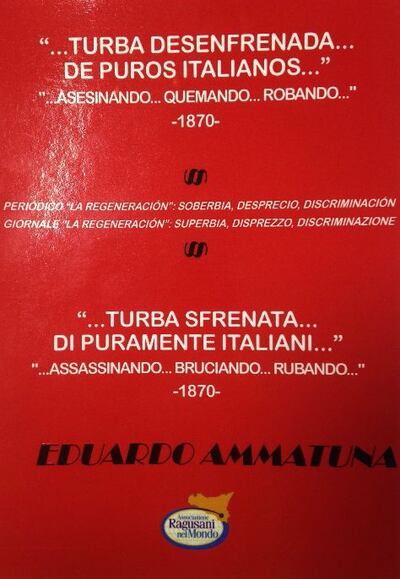 “...TURBA DESENFRENADA...
DE PUROS ITALIANOS...”
"...ASESINANDO... QUEMANDO... ROBANDO..."
-1870-
PERIÓDICO “LA REGENERACIÓN”: SOBERBIA, DESPRECIO, DISCRIMINACIÓN
GIORNALE “LA REGENERACIÓN”: SUPERBIA, DISPREZZO, DISCRIMINAZIONE
“...TURBA SFRENATA...
DI PURAMENTE ITALIANI...”
"...ASSASSINANDO... BRUCIANDO... RUBANDO..."
-1870-
EDUARDO AMMATUNA
Associazione
Ragusani
nel Mondo